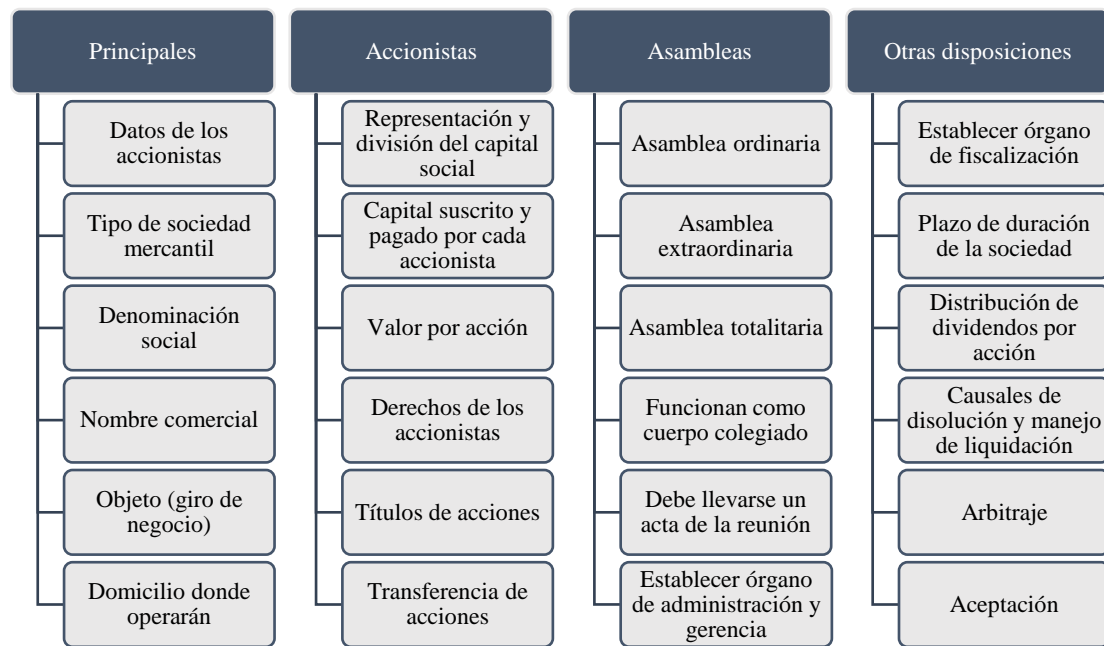 Principales
Datos de los
accionistas
Tipo de sociedad
mercantil
Denominación
social
Nombre comercial
Objeto (giro de
negocio)
Domicilio donde
operarán
Accionistas
Representación y
división del capital
social
Capital suscrito y
pagado por cada
accionista
Valor por acción
Derechos de los
accionistas
Títulos de acciones
Transferencia de
acciones
Asambleas
Asamblea ordinaria
Asamblea
extraordinaria
Asamblea totalitaria
Funcionan como
cuerpo colegiado
Debe llevarse un
acta de la reunión
Establecer órgano
de administración y
gerencia
Otras disposiciones
Establecer órgano
de fiscalización
Plazo de duración
de la sociedad
Distribución de
dividendos por
acción
Causales de
disolución y manejo
de liquidación
Arbitraje
Aceptación